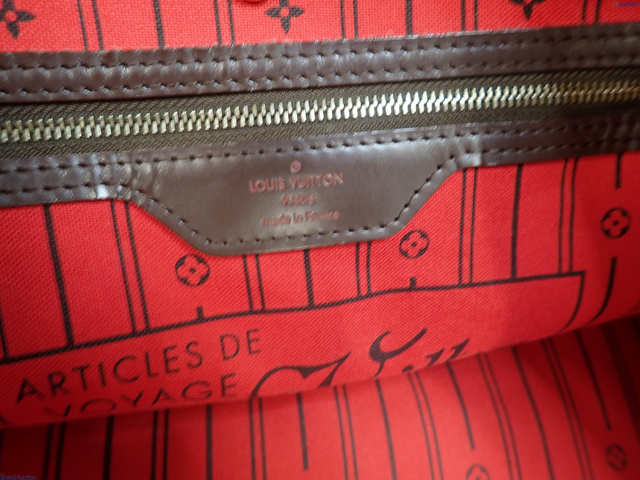 LOUIS VUITTON
PARIS
made in France
ARTICLES DE
VOYAGE